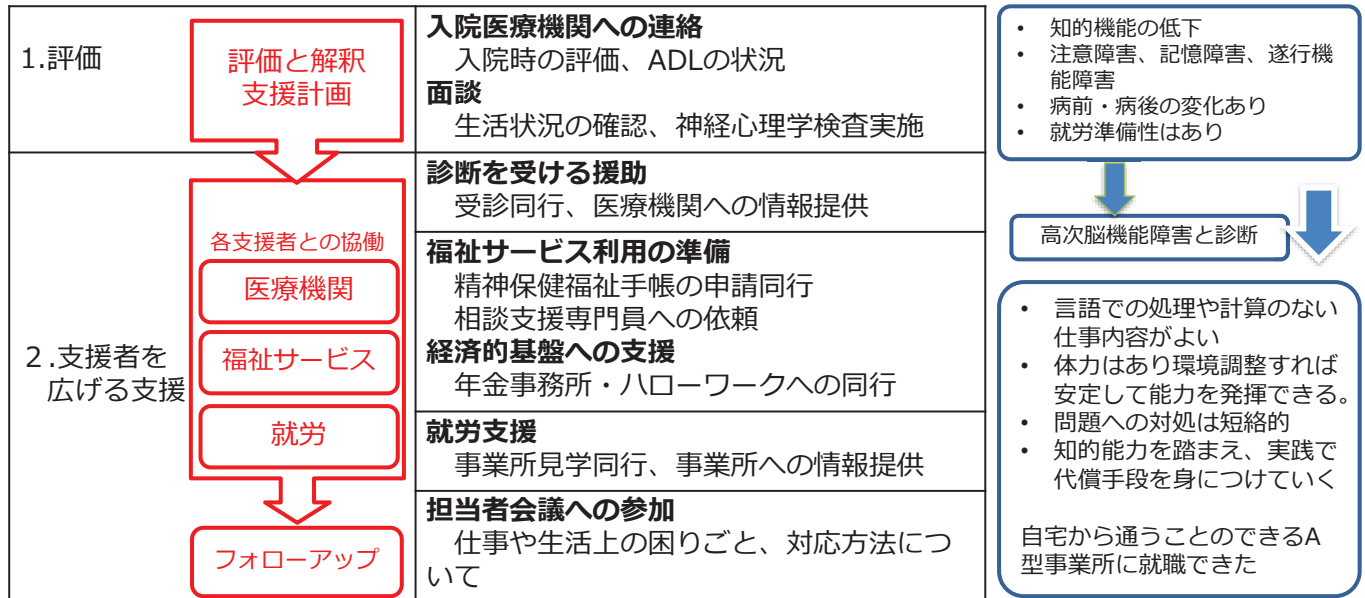 1.評価
評価と解釈
支援計画
入院医療機関への連絡
入院時の評価、ADLの状況
面談
生活状況の確認、神経心理学検査実施
2.支援者を
広げる支援
各支援者との協働
医療機関
福祉サービス
就労
フォローアップ
診断を受ける援助
受診同行、医療機関への情報提供
福祉サービス利用の準備
精神保健福祉手帳の申請同行
相談支援専門員への依頼
経済的基盤への支援
年金事務所・ハローワークへの同行
就労支援
事業所見学同行、事業所への情報提供
担当者会議への参加
仕事や生活上の困りごと、対応方法につ
いて
• 知的機能の低下
• 注意障害、記憶障害、遂行機
能障害
• 病前・病後の変化あり
• 就労準備性はあり
高次脳機能障害と診断
• 言語での処理や計算のない
仕事内容がよい
• 体力はあり環境調整すれば
安定して能力を発揮できる。
• 問題への対処は短絡的
• 知的能力を踏まえ、実践で
代償手段を身につけていく
自宅から通うことのできるA
型事業所に就職できた